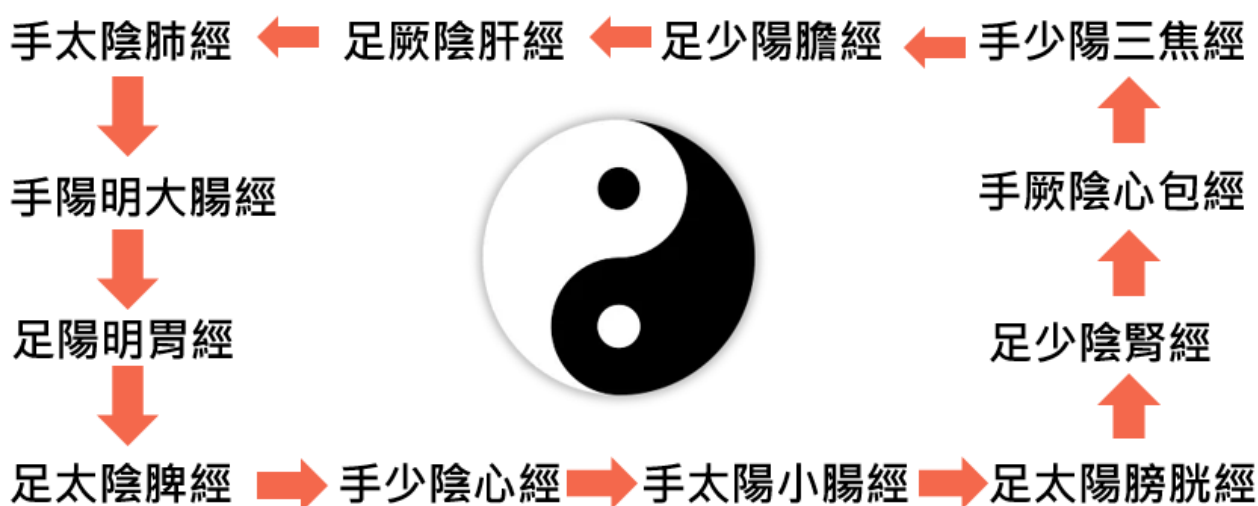 手太陰肺經
足厥陰肝經
足少陽膽經
手少陽三焦經
手陽明大腸經
手厥陰心包經
足陽明胃經
足少陰腎經
足太陰脾經
手少陰心經
手太陽小腸經
足太陽膀胱經